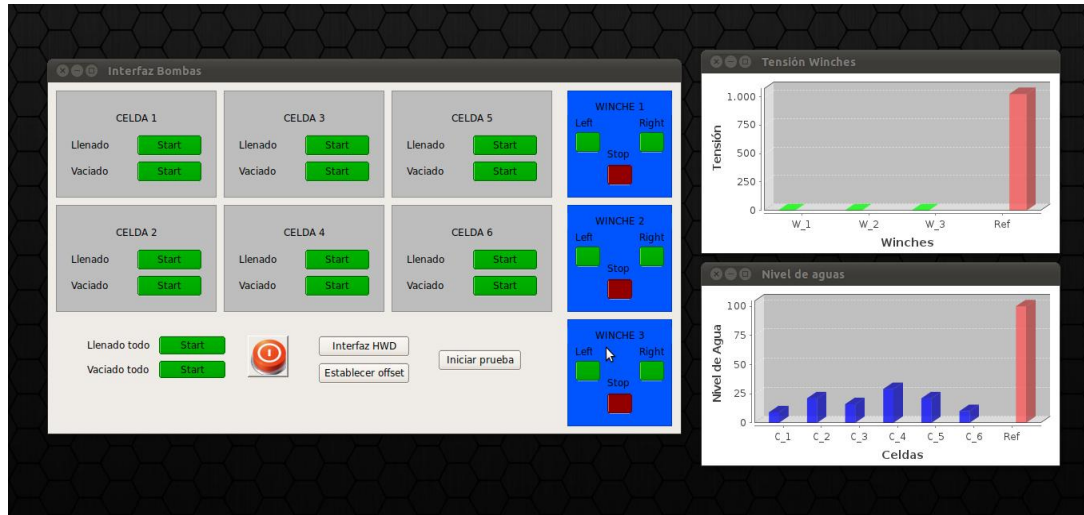 Interfaz Bombas
CELDA 1
Llenado Start
Vaciado Start
CELDA 3
Llenado Start
Vaciado Start
CELDA 5
Llenado Start
Vaciado Start
WINCHE 1
Left Right
Stop
CELDA 2
Llenado Start
Vaciado Start
CELDA 4
Llenado Start
Vaciado Start
CELDA 6
Llenado Start
Vaciado Start
WINCHE 2
Left Right
Stop
Llenado todo Start
Vaciado todo Start
Interfaz HWD
Establecer offset
Iniciar prueba
WINCHE 3
Left Right
Stop
Tensión Winches
Tensión
1.000
750
500
250
0
W_1 W_2 W_3 Ref
Winches
Nivel de aguas
Nivel de Agua
100
75
50
25
0
C_1 C_2 C_3 C_4 C_5 C_6 Ref
Celdas